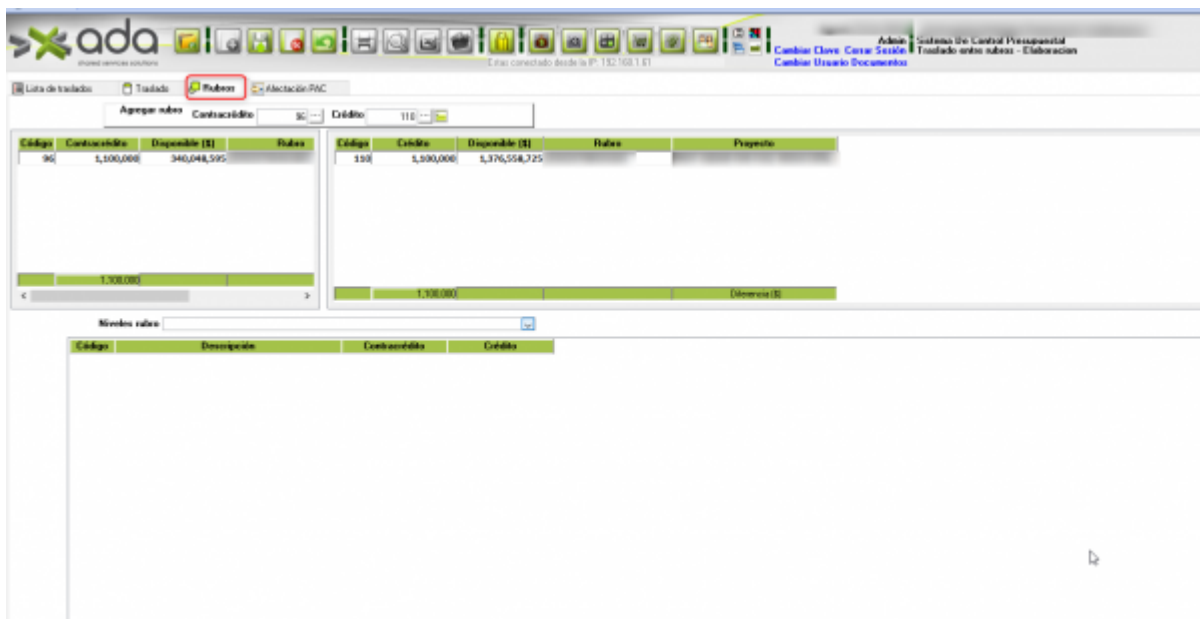 ada
shared services solutions
Estas conectado desde la IP: 192.168.1.61
Admin
Cambiar Clave Cerrar Sesión
Cambiar Usuario Documentos
Sistema De Control Presupuestal
Traslado entre rubros - Elaboracion
Lista de traslados Traslado Rubros Afectación PAC
Agregar rubro Contracrédito 96 ... Crédito 110 ...
Código Contracrédito Disponible ($) Rubro
96 1,100,000 340,048,595
1,100,000
Código Crédito Disponible ($) Rubro Proyecto
110 1,100,000 1,376,558,725
1,100,000 Diferencia ($)
Niveles rubro
Código Descripción Contracrédito Crédito